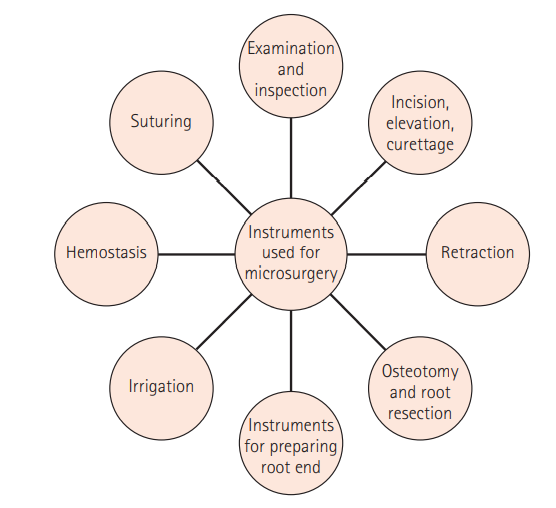 Examination
and
inspection
Incision,
elevation,
curettage
Retraction
Osteotomy
and root
resection
Instruments
for preparing
root end
Irrigation
Hemostasis
Suturing
Instruments
used for
microsurgery